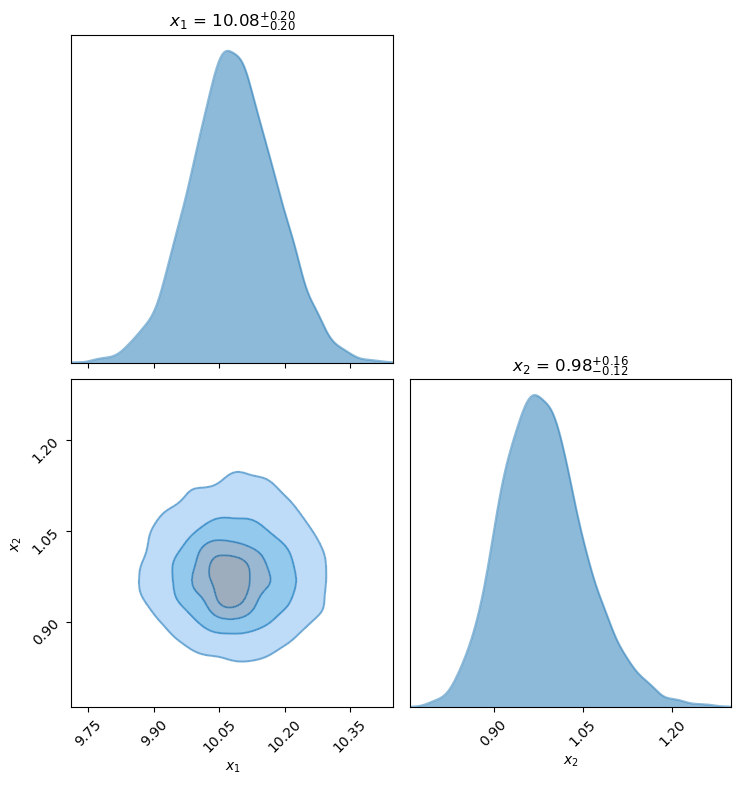 x₁ = 10.08⁺⁰·²⁰₋₀.₂₀
x₂ = 0.98⁺⁰·¹⁶₋₀.₁₂
1.20
1.05
0.90
x₂
9.75 9.90 10.05 10.20 10.35
x₁
0.90 1.05 1.20
x₂